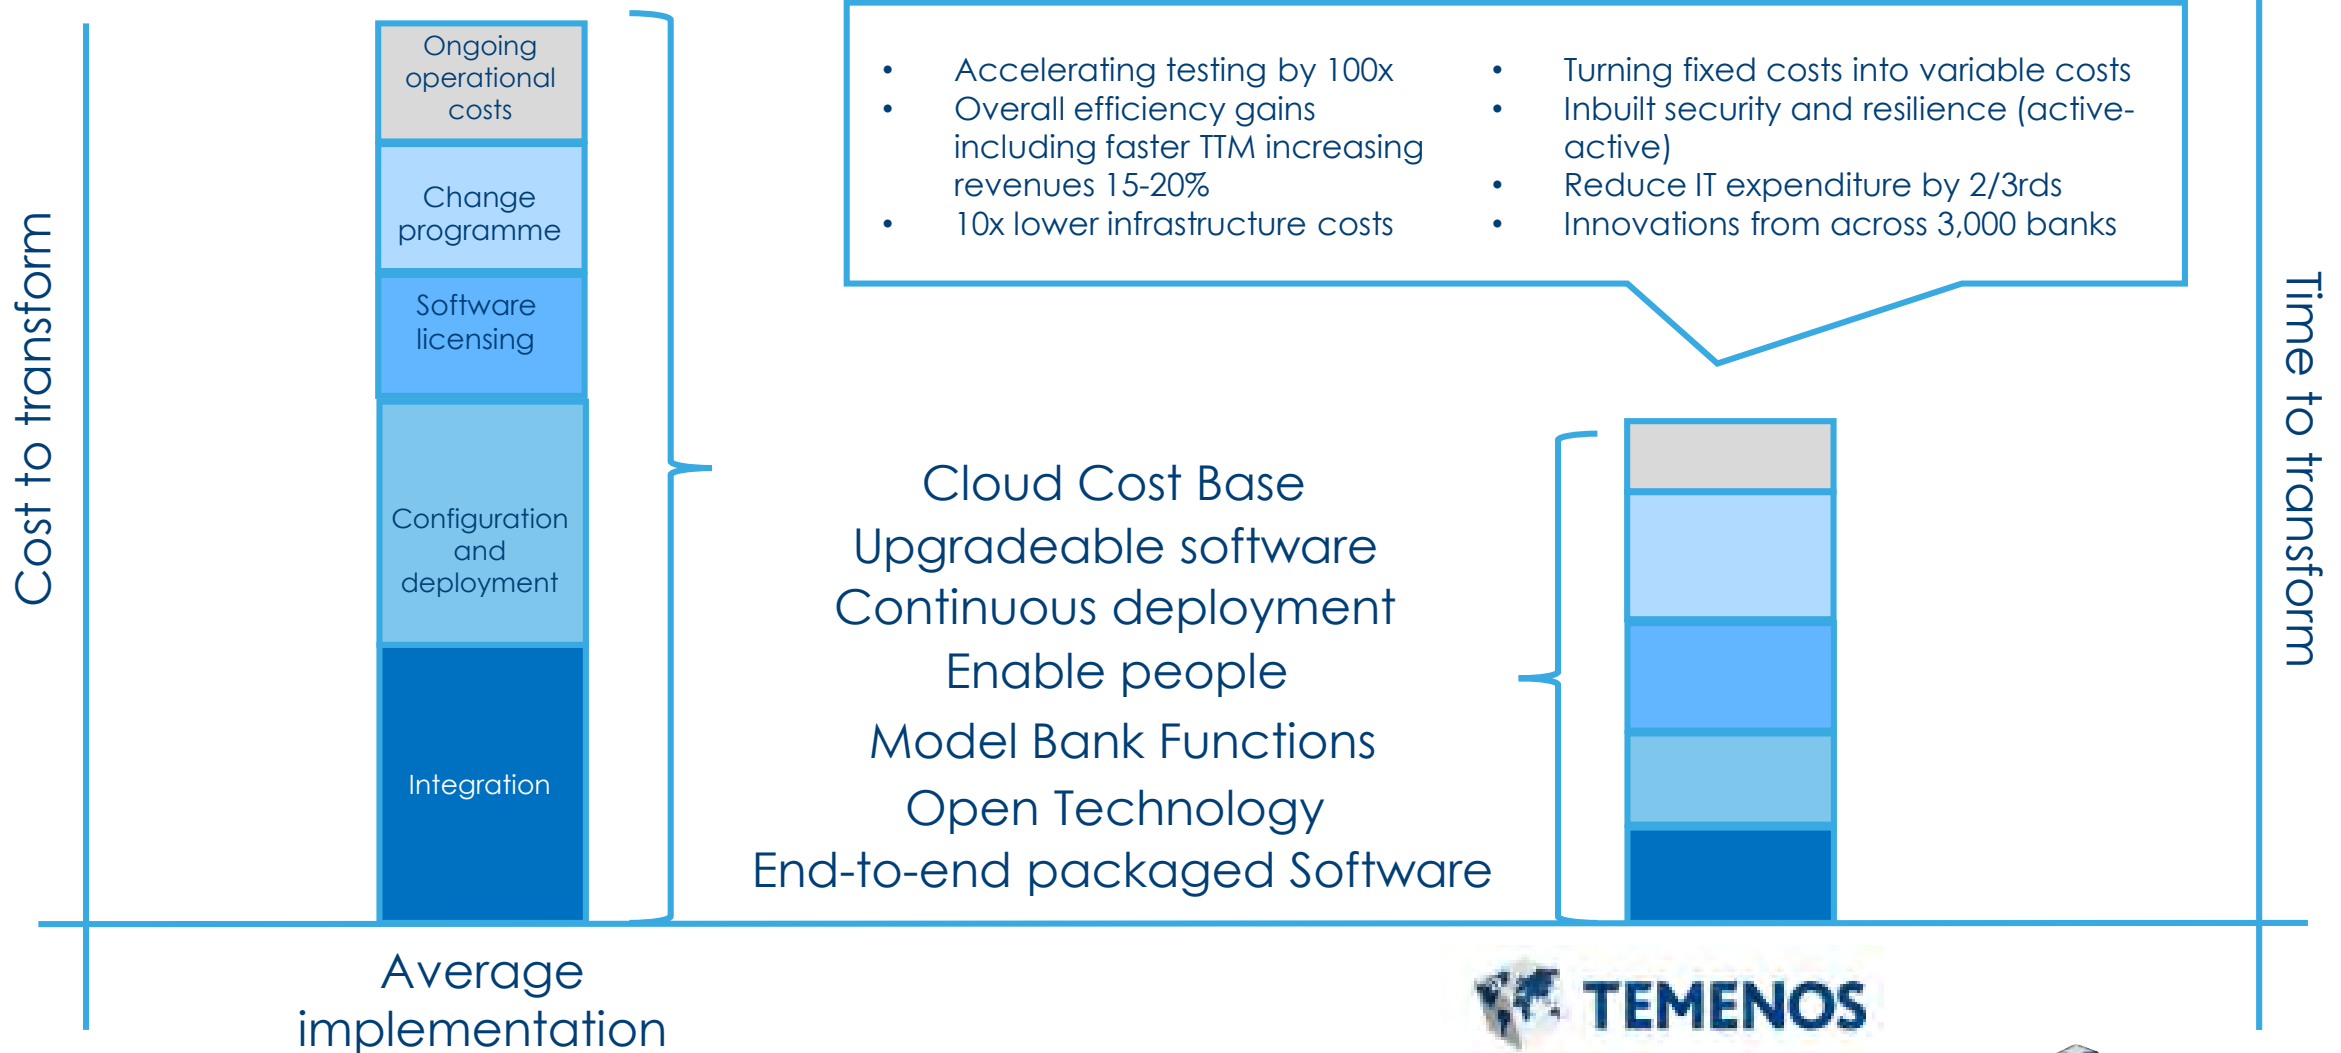 Cost to transform
Ongoing
operational
costs
Change
programme
Software
licensing
Configuration
and
deployment
Integration
Average
implementation
• Accelerating testing by 100x
• Overall efficiency gains
including faster TTM increasing
revenues 15-20%
• 10x lower infrastructure costs
• Turning fixed costs into variable costs
• Inbuilt security and resilience (active-
active)
• Reduce IT expenditure by 2/3rds
• Innovations from across 3,000 banks
Cloud Cost Base
Upgradeable software
Continuous deployment
Enable people
Model Bank Functions
Open Technology
End-to-end packaged Software
TEMENOS
Time to transform